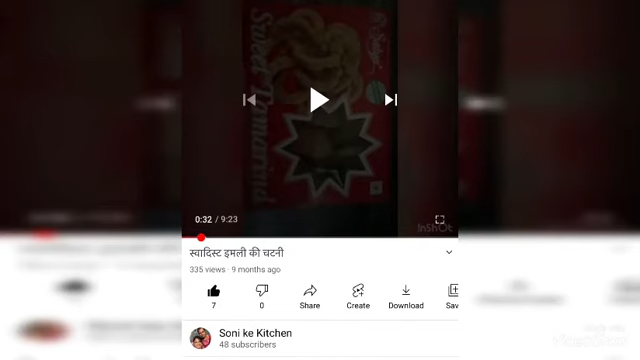 Sweet Tamarind
InShOt
0:32 / 9:23
स्वादिस्ट इमली की चटनी
335 views · 9 months ago
7
0
Share
Create
Download
Sav
Soni ke Kitchen
48 subscribers